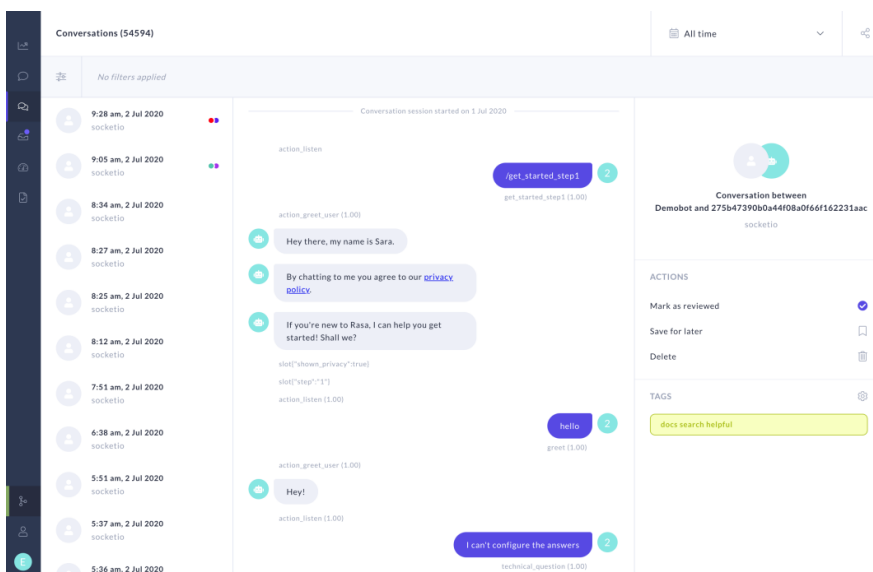 Conversations (54594)
All time
No filters applied
9:28 am, 2 Jul 2020
socketio
9:05 am, 2 Jul 2020
socketio
8:34 am, 2 Jul 2020
socketio
8:27 am, 2 Jul 2020
socketio
8:25 am, 2 Jul 2020
socketio
8:12 am, 2 Jul 2020
socketio
7:51 am, 2 Jul 2020
socketio
6:38 am, 2 Jul 2020
socketio
5:51 am, 2 Jul 2020
socketio
5:37 am, 2 Jul 2020
socketio
5:36 am, 2 Jul 2020
E
Conversation session started on 1 Jul 2020
action_listen
/get_started_step1
2
get_started_step1 (1.00)
action_greet_user (1.00)
Hey there, my name is Sara.
By chatting to me you agree to our privacy
policy.
If you're new to Rasa, I can help you get
started! Shall we?
slot{"shown_privacy":true}
slot{"step":"1"}
action_listen (1.00)
hello
2
greet (1.00)
action_greet_user (1.00)
Hey!
action_listen (1.00)
I can't configure the answers
2
technical_question (1.00)
Conversation between
Demobot and 275b47390b0a44f08a0f66f162231aac
socketio
ACTIONS
Mark as reviewed
Save for later
Delete
TAGS
docs search helpful